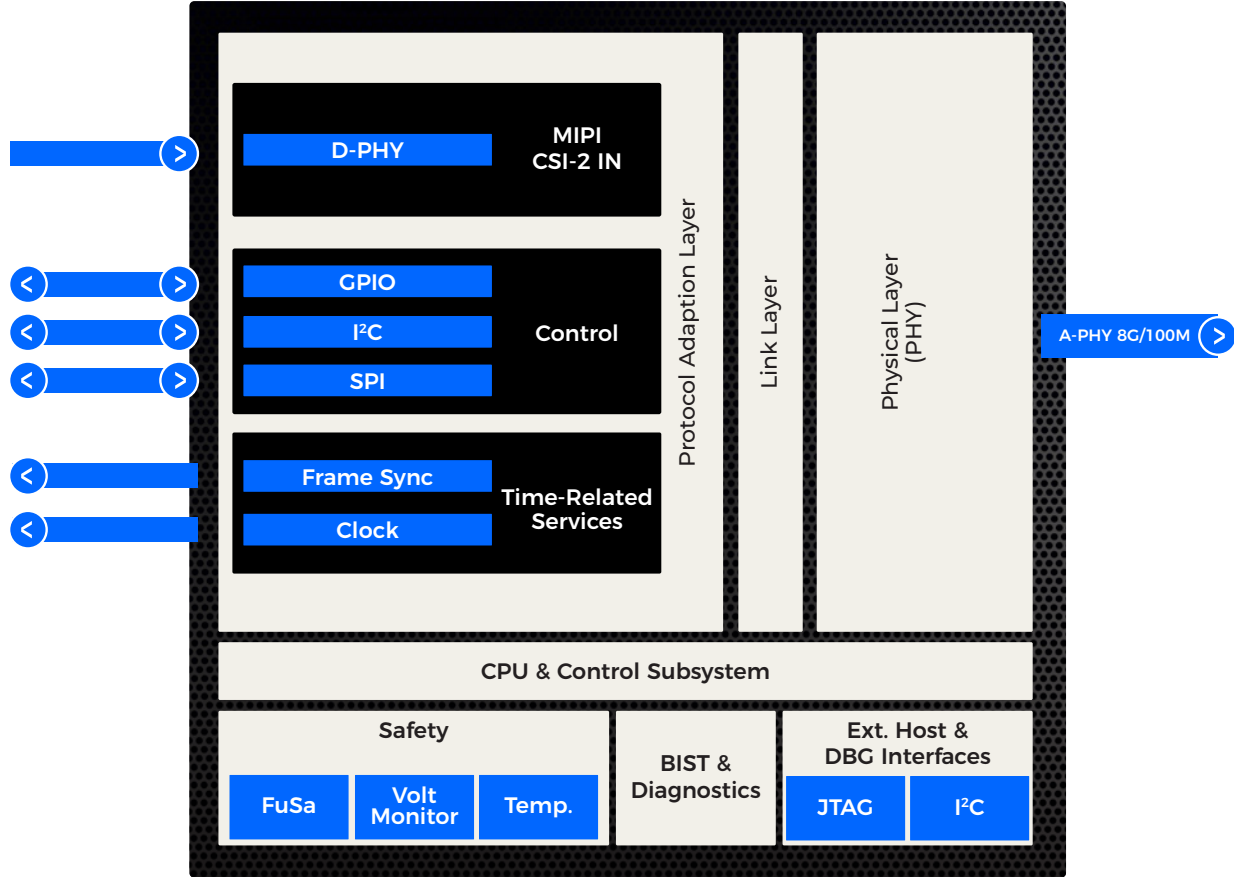 D-PHY
MIPI
CSI-2 IN
GPIO
I²C
SPI
Control
Frame Sync
Clock
Time-Related
Services
Protocol Adaption Layer
Link Layer
Physical Layer
(PHY)
A-PHY 8G/100M
CPU & Control Subsystem
Safety
FuSa
Volt
Monitor
Temp.
BIST &
Diagnostics
Ext. Host &
DBG Interfaces
JTAG
I²C